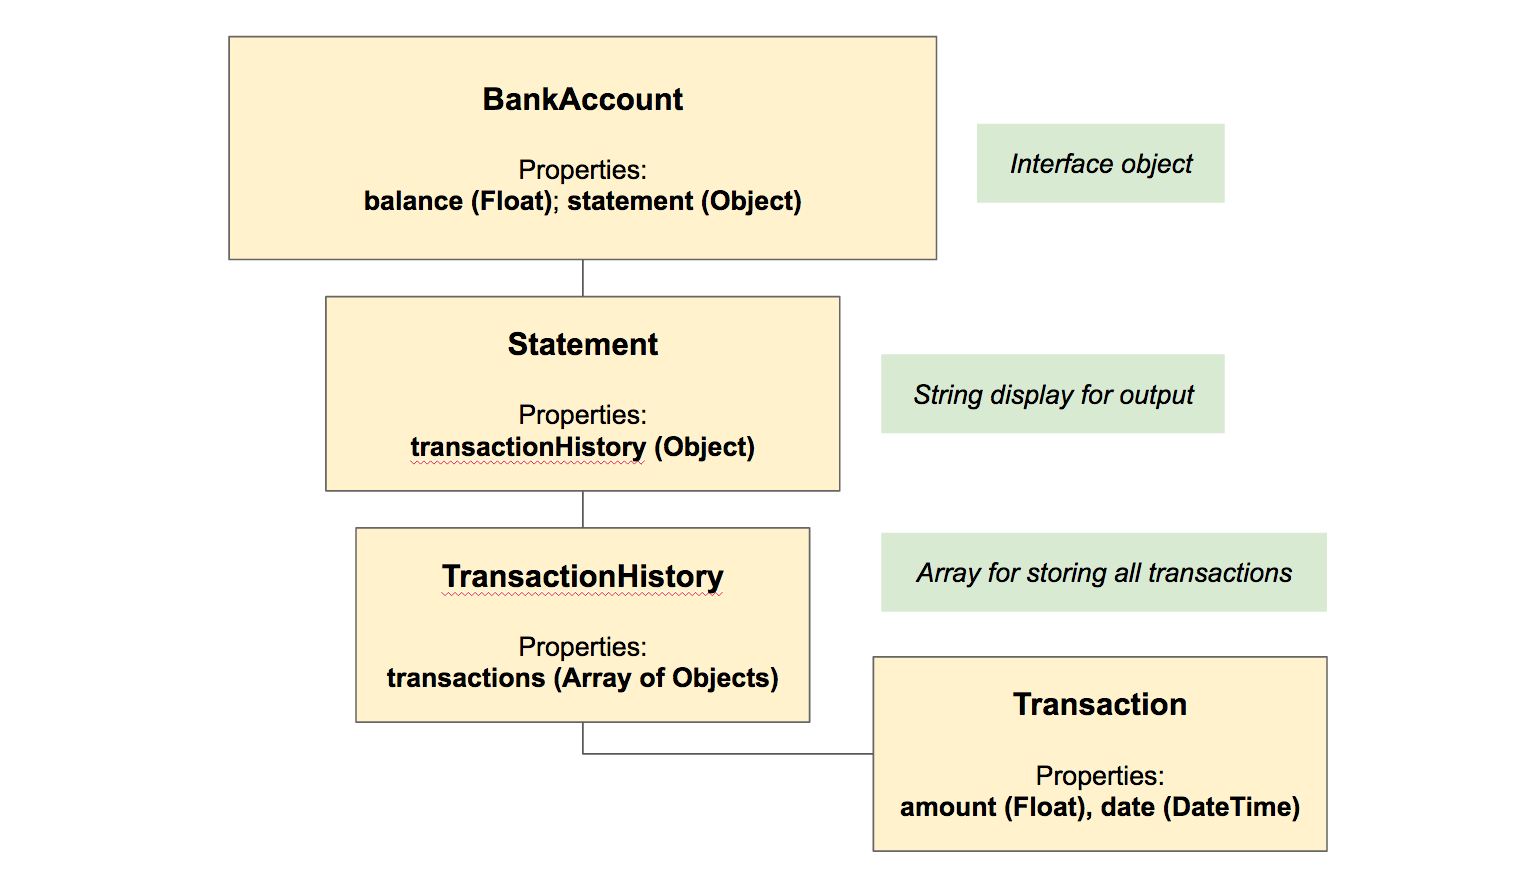 BankAccount
Properties:
balance (Float); statement (Object)
Interface object
Statement
Properties:
transactionHistory (Object)
String display for output
TransactionHistory
Properties:
transactions (Array of Objects)
Array for storing all transactions
Transaction
Properties:
amount (Float), date (DateTime)